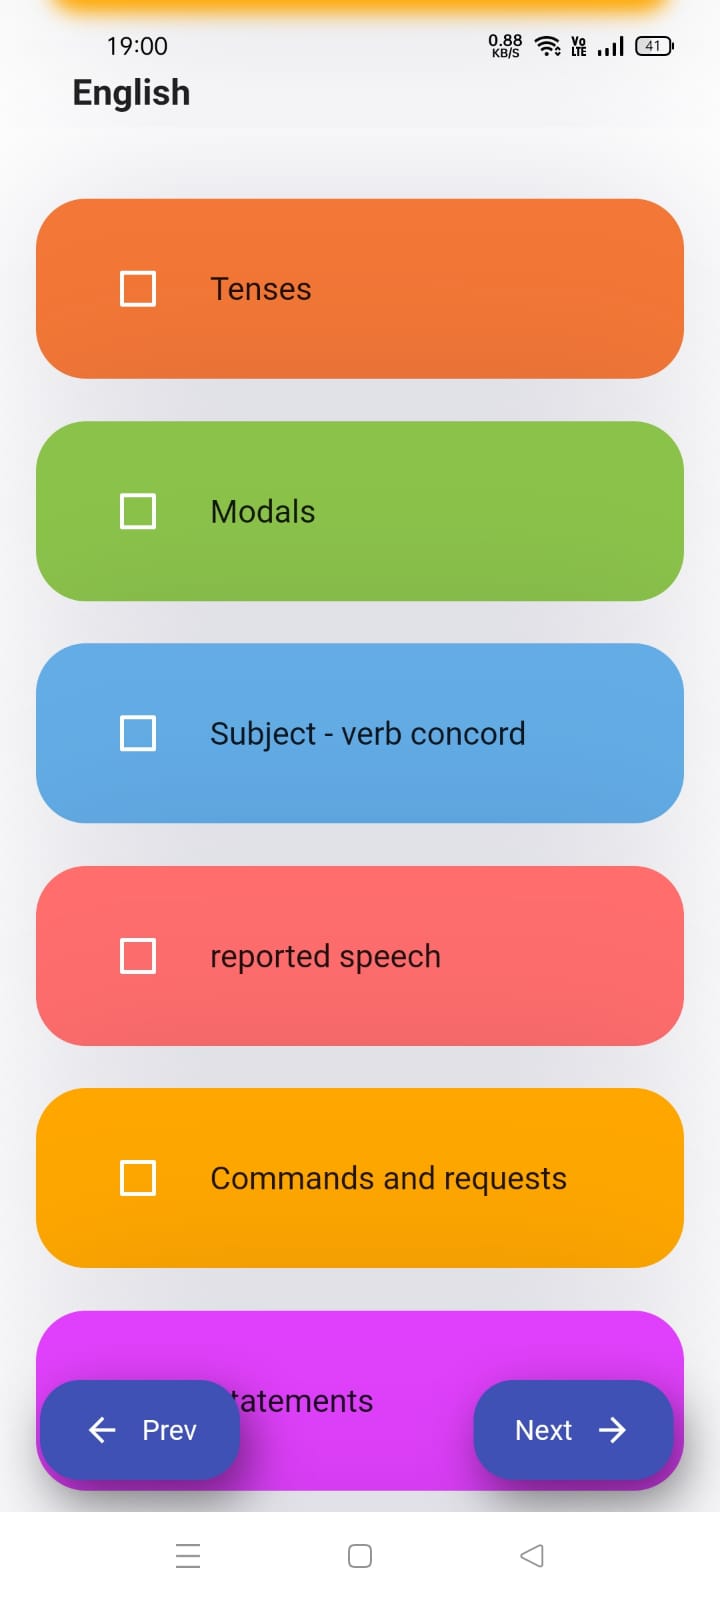 19:00
0.88
KB/S
Vo
LTE
41
English
Tenses
Modals
Subject - verb concord
reported speech
Commands and requests
tatements
Prev
Next